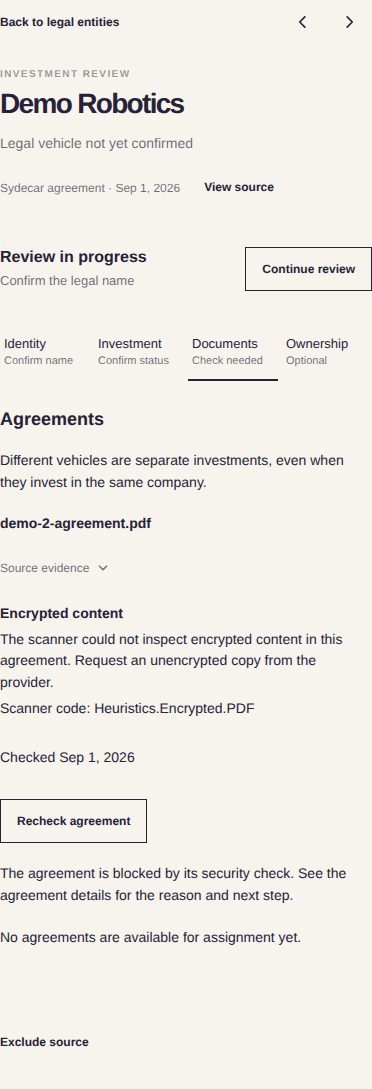 Back to legal entities
INVESTMENT REVIEW
Demo Robotics
Legal vehicle not yet confirmed
Sydecar agreement · Sep 1, 2026 View source
Review in progress
Confirm the legal name
Continue review
Identity
Confirm name
Investment
Confirm status
Documents
Check needed
Ownership
Optional
Agreements
Different vehicles are separate investments, even when
they invest in the same company.
demo-2-agreement.pdf
Source evidence
Encrypted content
The scanner could not inspect encrypted content in this
agreement. Request an unencrypted copy from the
provider.
Scanner code: Heuristics.Encrypted.PDF
Checked Sep 1, 2026
Recheck agreement
The agreement is blocked by its security check. See the
agreement details for the reason and next step.
No agreements are available for assignment yet.
Exclude source